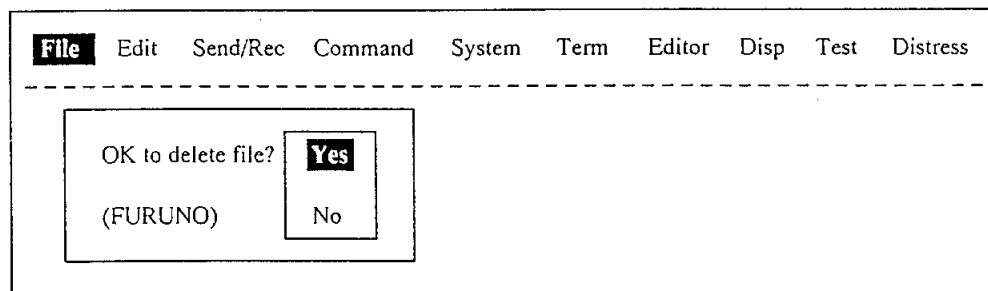 File Edit Send/Rec Command System Term Editor Disp Test Distress
OK to delete file? Yes
(FURUNO) No